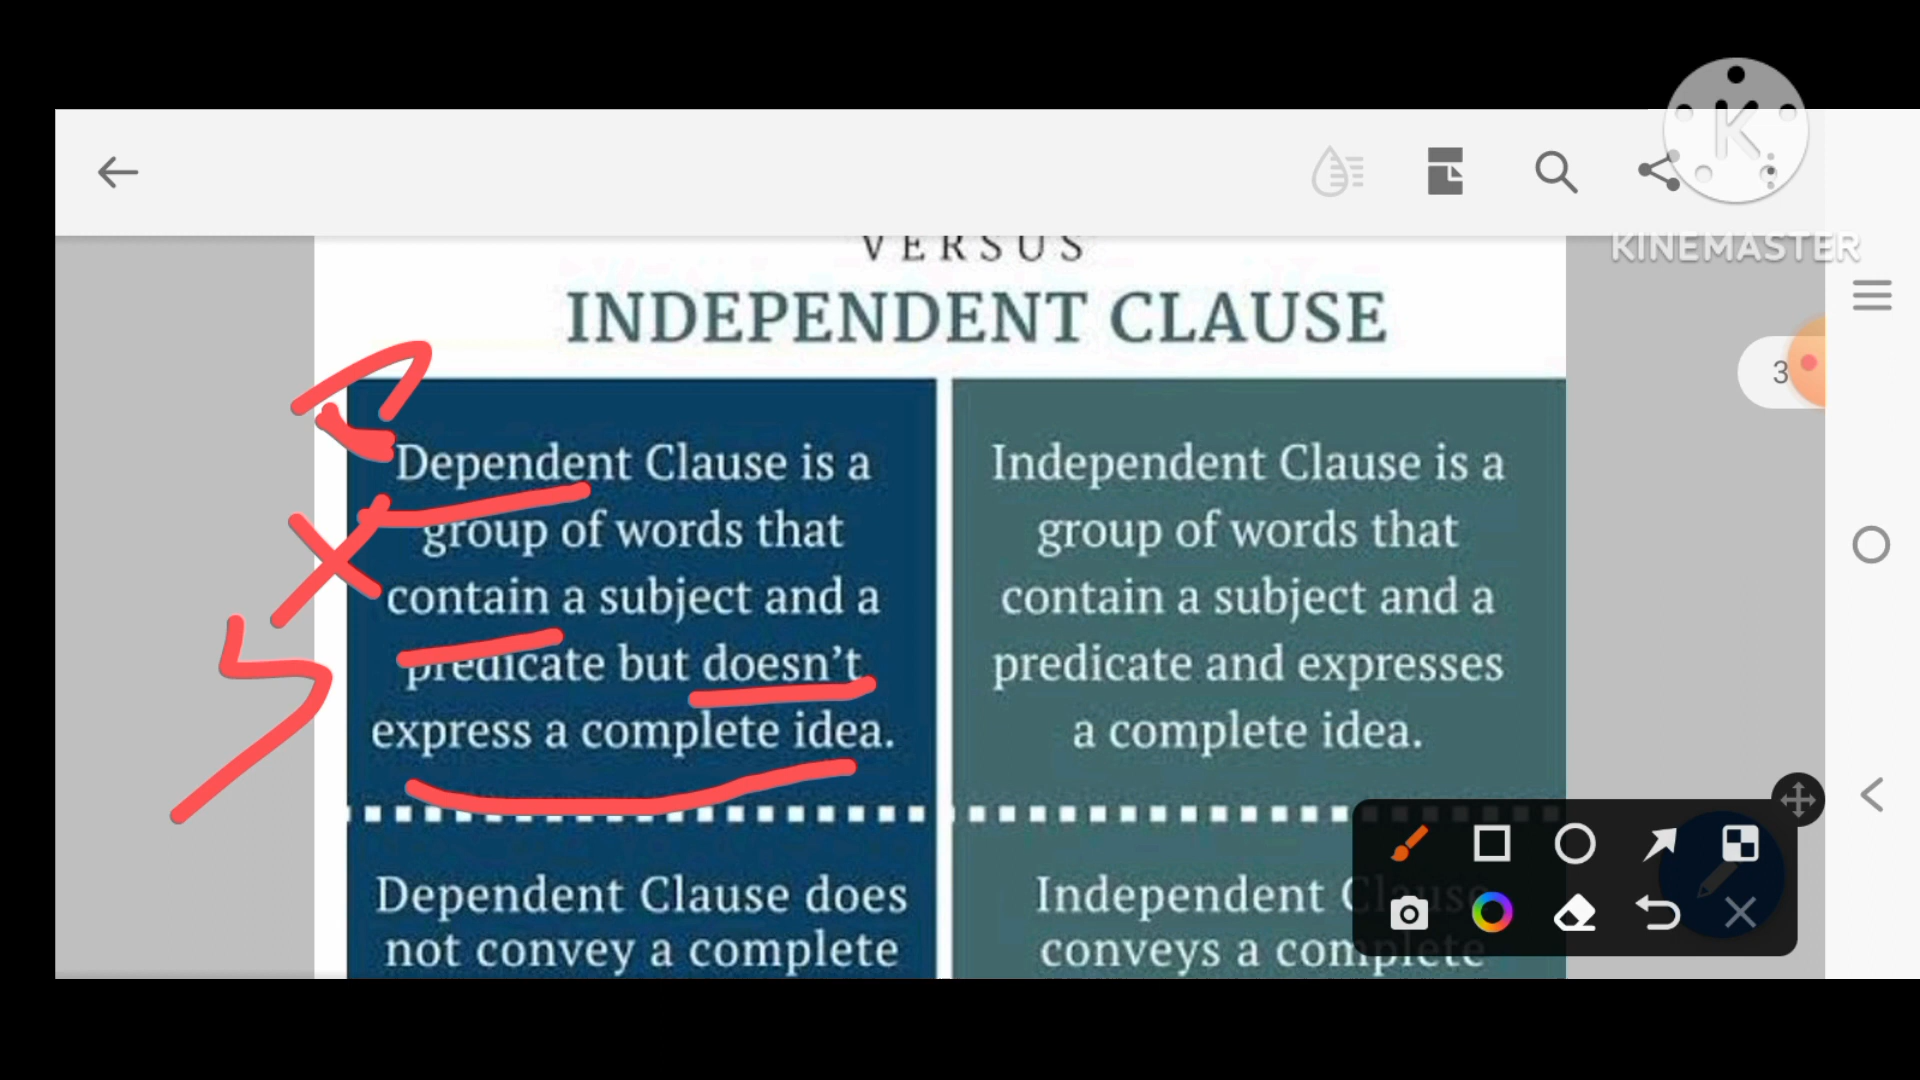 K
KINEMASTER
VERSUS
INDEPENDENT CLAUSE
3
Dependent Clause is a
group of words that
contain a subject and a
predicate but doesn't
express a complete idea.
Independent Clause is a
group of words that
contain a subject and a
predicate and expresses
a complete idea.
Dependent Clause does
not convey a complete
Independent Clause
conveys a complete